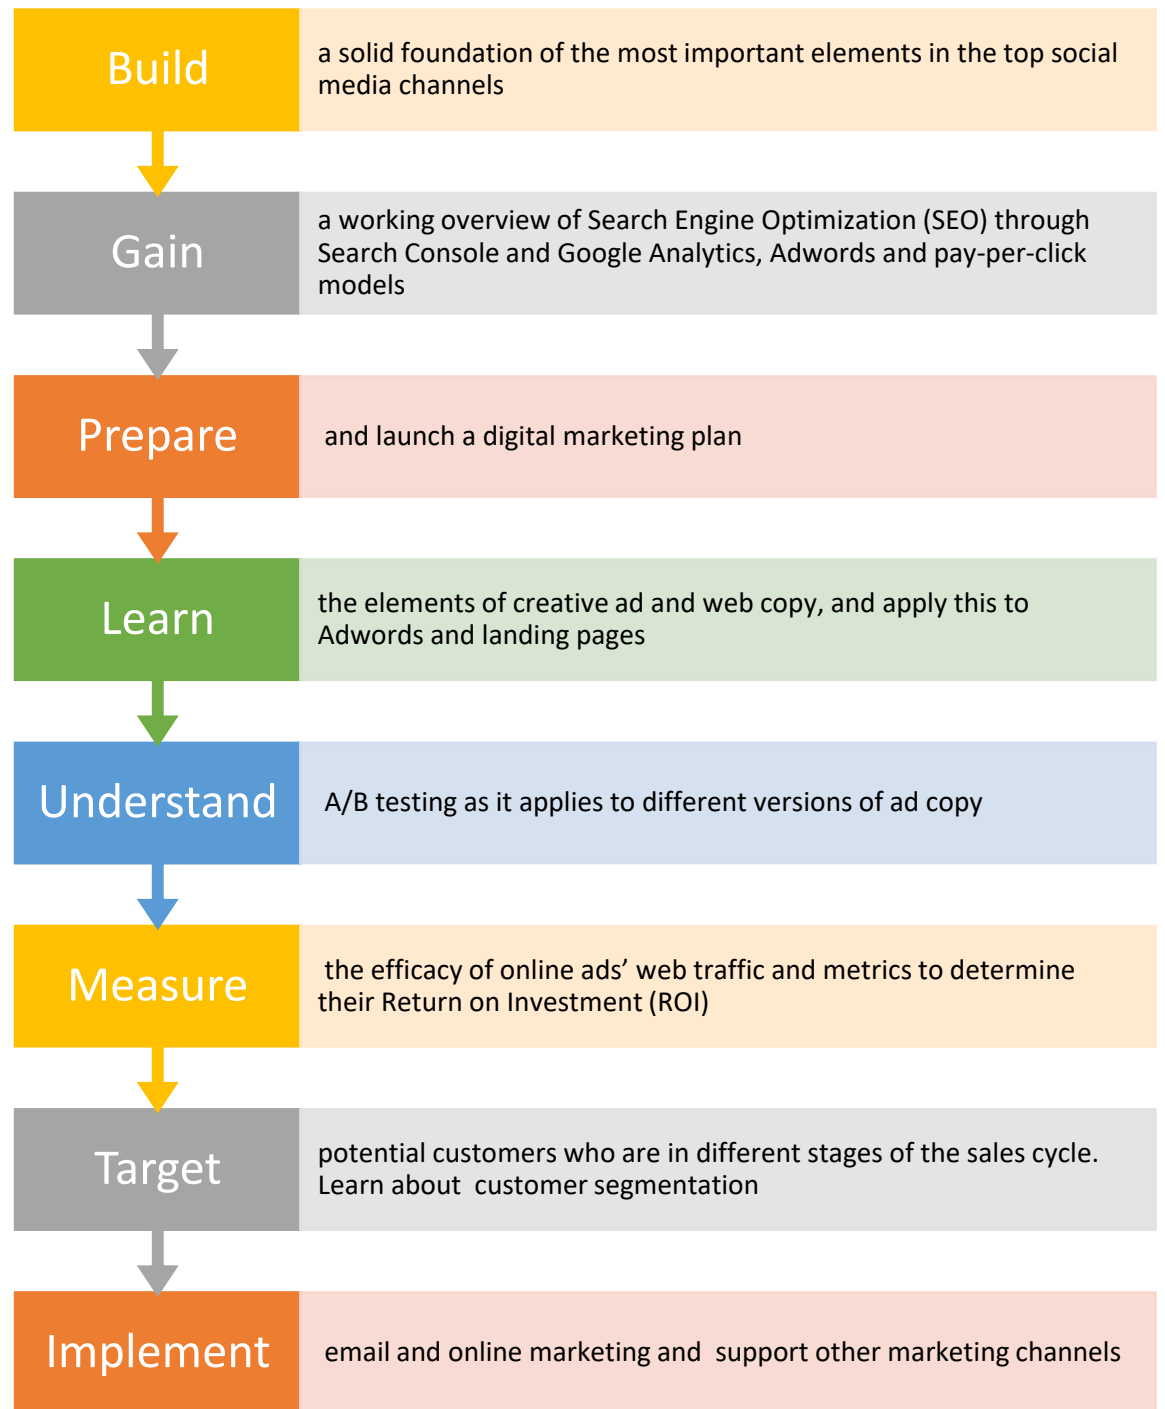 Build
a solid foundation of the most important elements in the top social
media channels
Gain
a working overview of Search Engine Optimization (SEO) through
Search Console and Google Analytics, Adwords and pay-per-click
models
Prepare
and launch a digital marketing plan
Learn
the elements of creative ad and web copy, and apply this to
Adwords and landing pages
Understand
A/B testing as it applies to different versions of ad copy
Measure
the efficacy of online ads’ web traffic and metrics to determine
their Return on Investment (ROI)
Target
potential customers who are in different stages of the sales cycle.
Learn about  customer segmentation
Implement
email and online marketing and  support other marketing channels